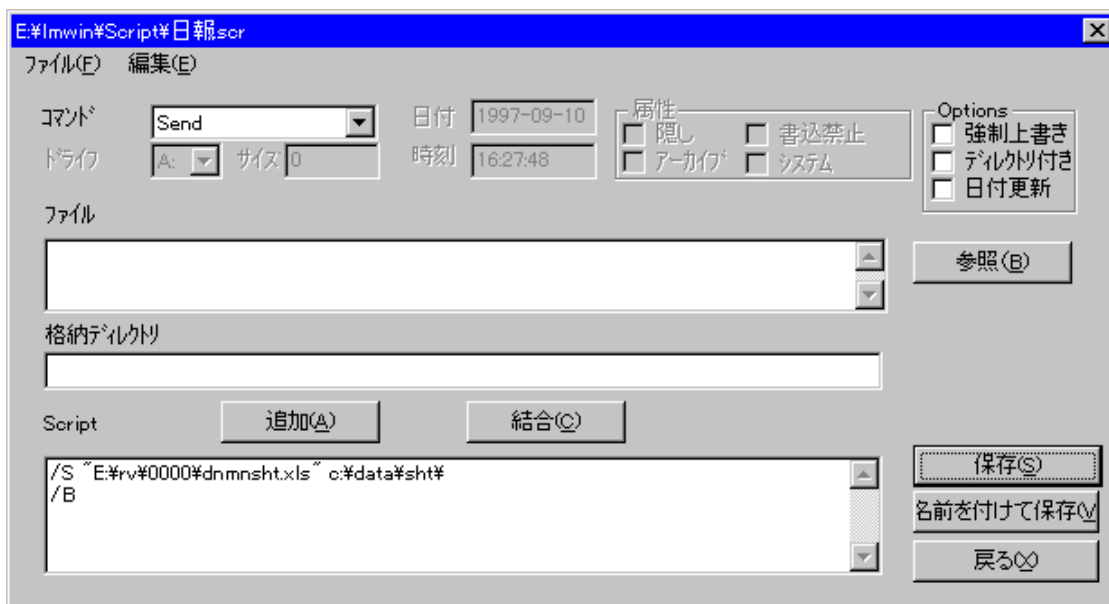 E:¥Imwin¥Script¥日報.scr
ファイル(F) 編集(E)
コマンド Send 日付 1997-09-10 属性 Options
隠し 書込禁止 強制上書き
ドライブ A: サイズ 0 時刻 16:27:48 アーカイブ システム ディレクトリ付き
日付更新
ファイル
参照(B)
格納ディレクトリ
Script 追加(A) 結合(C)
/S "E:¥rv¥0000¥dnmnsht.xls" c:¥data¥sht¥
/B
保存(S)
名前を付けて保存(V
戻る(X)